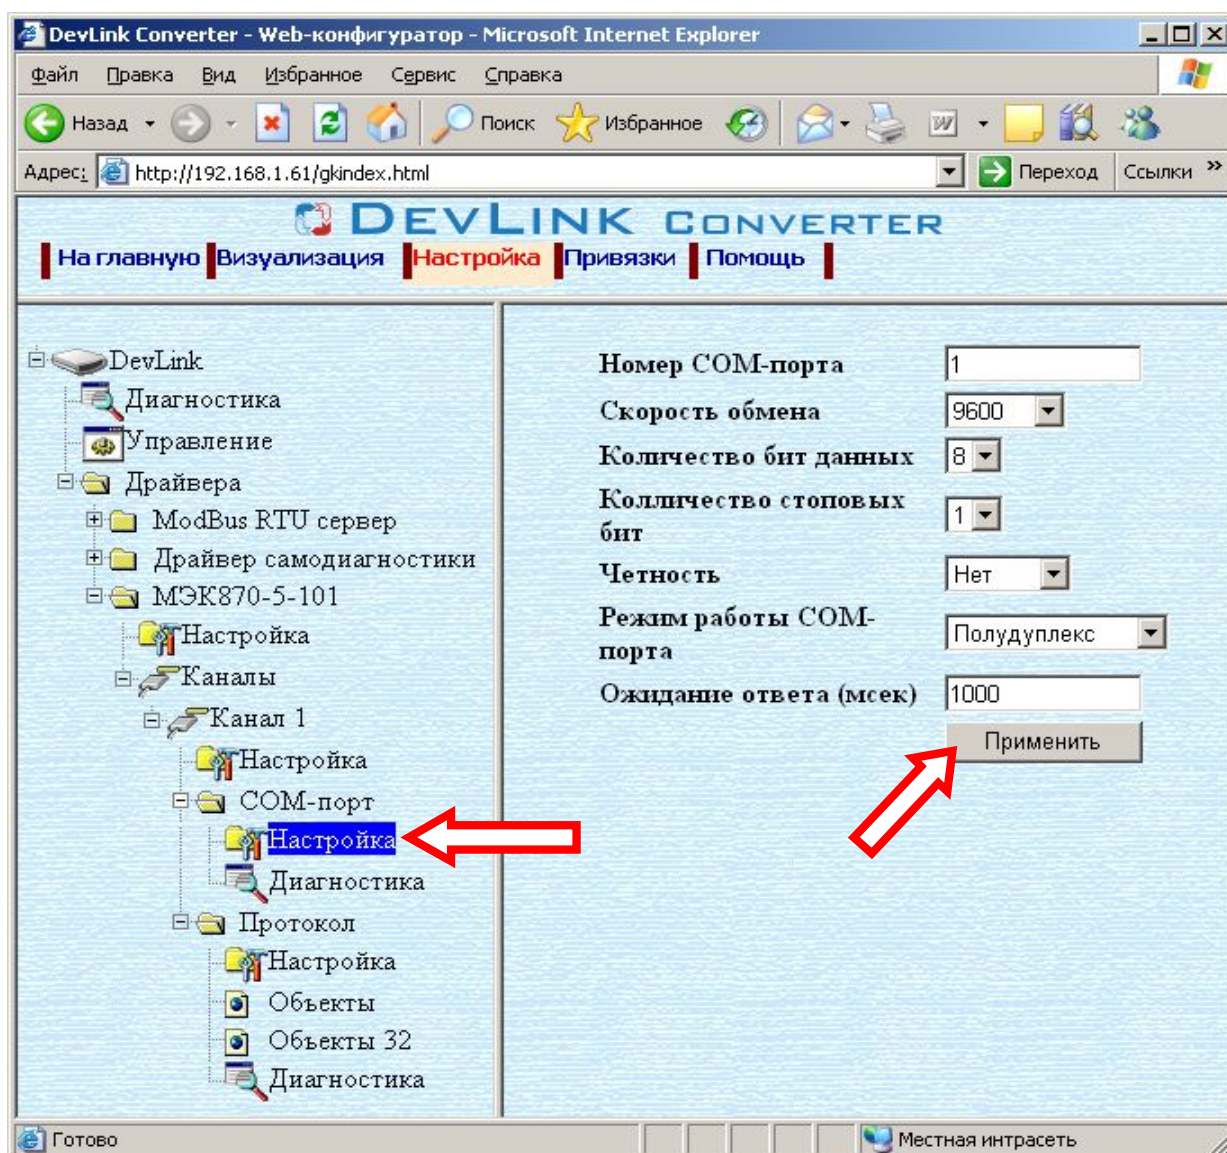 DevLink Converter - Web-конфигуратор - Microsoft Internet Explorer
Файл Правка Вид Избранное Сервис Справка
Назад Поиск Избранное
Адрес: http://192.168.1.61/gkindex.html Переход Ссылки »
DEVLINK CONVERTER
На главную Визуализация Настройка Привязки Помощь
DevLink
Диагностика
Управление
Драйвера
ModBus RTU сервер
Драйвер самодиагностики
МЭК870-5-101
Настройка
Каналы
Канал 1
Настройка
COM-порт
Настройка
Диагностика
Протокол
Настройка
Объекты
Объекты 32
Диагностика
Номер COM-порта 1
Скорость обмена 9600
Количество бит данных 8
Колличество стоповых
бит 1
Четность Нет
Режим работы COM-
порта Полудуплекс
Ожидание ответа (мсек) 1000
Применить
Готово Местная интрасеть